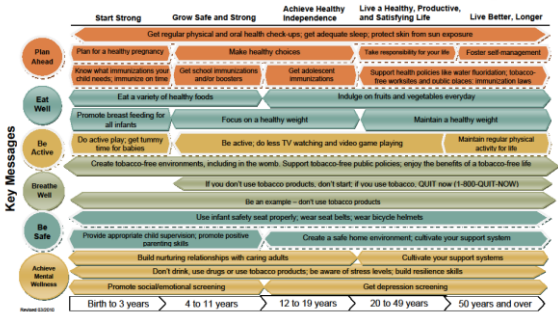 Start Strong
Grow Safe and Strong
Achieve Healthy
Independence
Live a Healthy, Productive,
and Satisfying Life
Live Better, Longer
Key Messages
Plan
Ahead
Get regular physical and oral health check-ups; get adequate sleep; protect skin from sun exposure
Plan for a healthy pregnancy
Make healthy choices
Take responsibility for your life
Foster self-management
Know what immunizations your
child needs; immunize on time
Get school immunizations
and/or boosters
Get adolescent
immunizations
Support health policies like water fluoridation; tobacco-
free worksites and public places; immunization laws
Eat
Well
Eat a variety of healthy foods
Indulge on fruits and vegetables everyday
Promote breast feeding for
all infants
Focus on a healthy weight
Maintain a healthy weight
Be
Active
Do active play; get tummy
time for babies
Be active; do less TV watching and video game playing
Maintain regular physical
activity for life
Breathe
Well
Create tobacco-free environments, including in the womb. Support tobacco-free public policies; enjoy the benefits of a tobacco-free life
If you don't use tobacco products, don't start; if you use tobacco, QUIT now (1-800-QUIT-NOW)
Be an example – don't use tobacco products
Be
Safe
Use infant safety seat properly; wear seat belts; wear bicycle helmets
Provide appropriate child supervision; promote positive
parenting skills
Create a safe home environment; cultivate your support system
Achieve
Mental
Wellness
Build nurturing relationships with caring adults
Cultivate your support systems
Don't drink, use drugs or use tobacco products; be aware of stress levels; build resilience skills
Promote social/emotional screening
Get depression screening
Birth to 3 years
4 to 11 years
12 to 19 years
20 to 49 years
50 years and over
Revised 03/2010